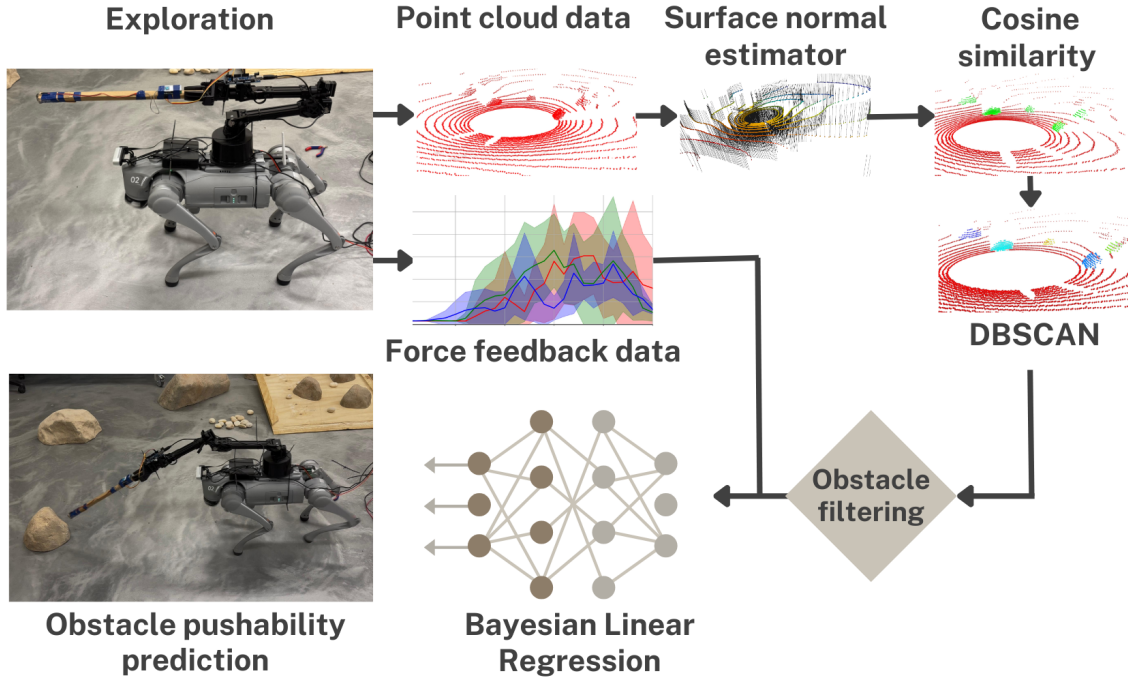 Exploration
Point cloud data
Surface normal
estimator
Cosine
similarity
02
Force feedback data
DBSCAN
Obstacle
filtering
Obstacle pushability
prediction
Bayesian Linear
Regression